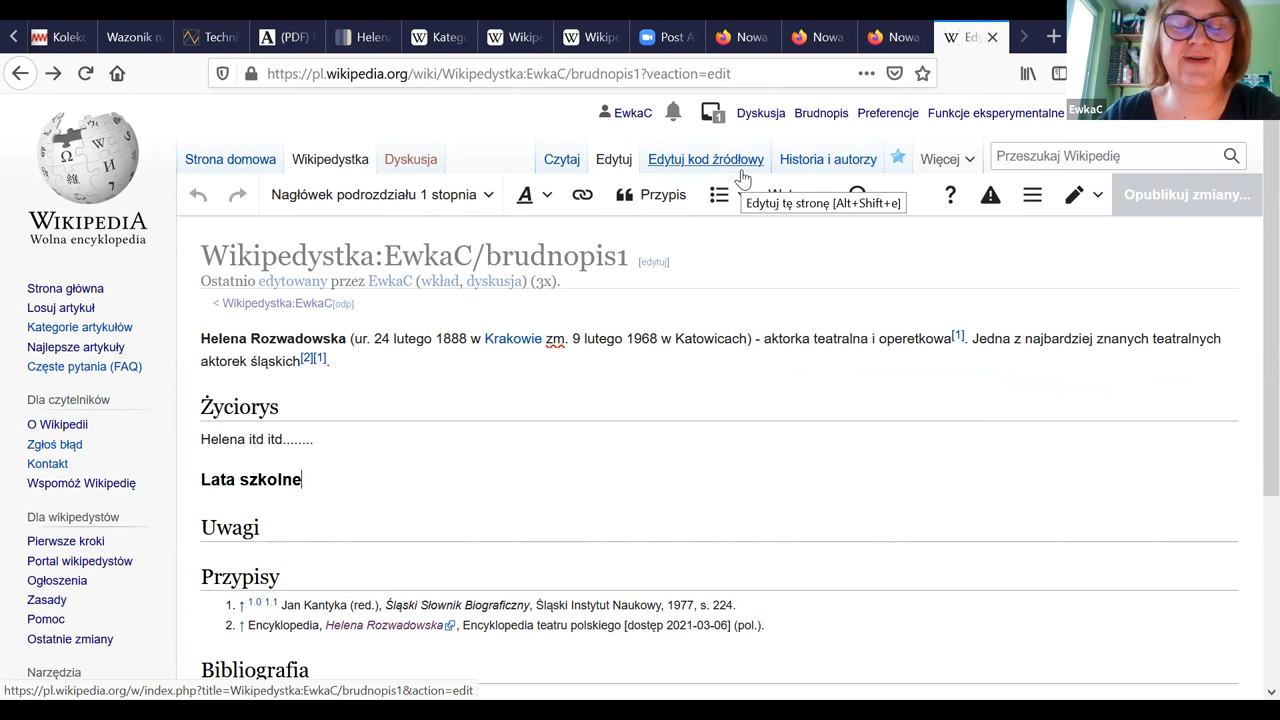 Kolek
Wazonik n
Techni
(PDF)
Helen
Kateg
Wikipe
Wikipe
Post A
Nowa
Nowa
Nowa
Ed
https://pl.wikipedia.org/wiki/Wikipedystka:EwkaC/brudnopis1?veaction=edit
EwkaC
EwkaC 1 Dyskusja Brudnopis Preferencje Funkcje eksperymentalne
Strona domowa Wikipedystka Dyskusja Czytaj Edytuj Edytuj kod źródłowy Historia i autorzy Więcej Przeszukaj Wikipedię
Nagłówek podrozdziału 1 stopnia A Przypis ? Opublikuj zmiany...
Edytuj tę stronę [Alt+Shift+e]
WIKIPEDIA
Wolna encyklopedia
Strona główna
Losuj artykuł
Kategorie artykułów
Najlepsze artykuły
Częste pytania (FAQ)
Dla czytelników
O Wikipedii
Zgłoś błąd
Kontakt
Wspomóż Wikipedię
Dla wikipedystów
Pierwsze kroki
Portal wikipedystów
Ogłoszenia
Zasady
Pomoc
Ostatnie zmiany
Narzędzia
Wikipedystka:EwkaC/brudnopis1 [edytuj]
Ostatnio edytowany przez EwkaC (wkład, dyskusja) (3x).
< Wikipedystka:EwkaC[odp]
Helena Rozwadowska (ur. 24 lutego 1888 w Krakowie zm. 9 lutego 1968 w Katowicach) - aktorka teatralna i operetkowa[1]. Jedna z najbardziej znanych teatralnych
aktorek śląskich[2][1].
Życiorys
Helena itd itd........
Lata szkolne
Uwagi
Przypisy
1. ↑ 1.0 1.1 Jan Kantyka (red.), Śląski Słownik Biograficzny, Śląski Instytut Naukowy, 1977, s. 224.
2. ↑ Encyklopedia, Helena Rozwadowska, Encyklopedia teatru polskiego [dostęp 2021-03-06] (pol.).
Bibliografia
https://pl.wikipedia.org/w/index.php?title=Wikipedystka:EwkaC/brudnopis1&action=edit